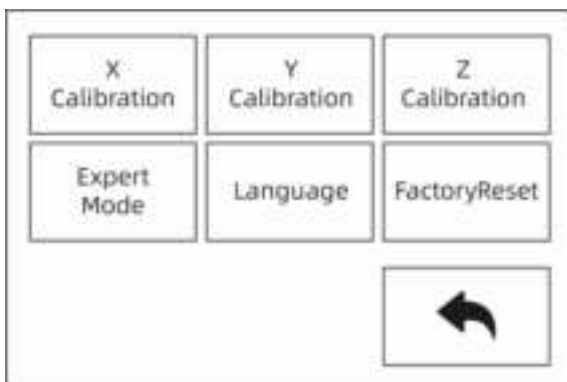 X
Calibration
Y
Calibration
Z
Calibration
Expert
Mode
Language
FactoryReset